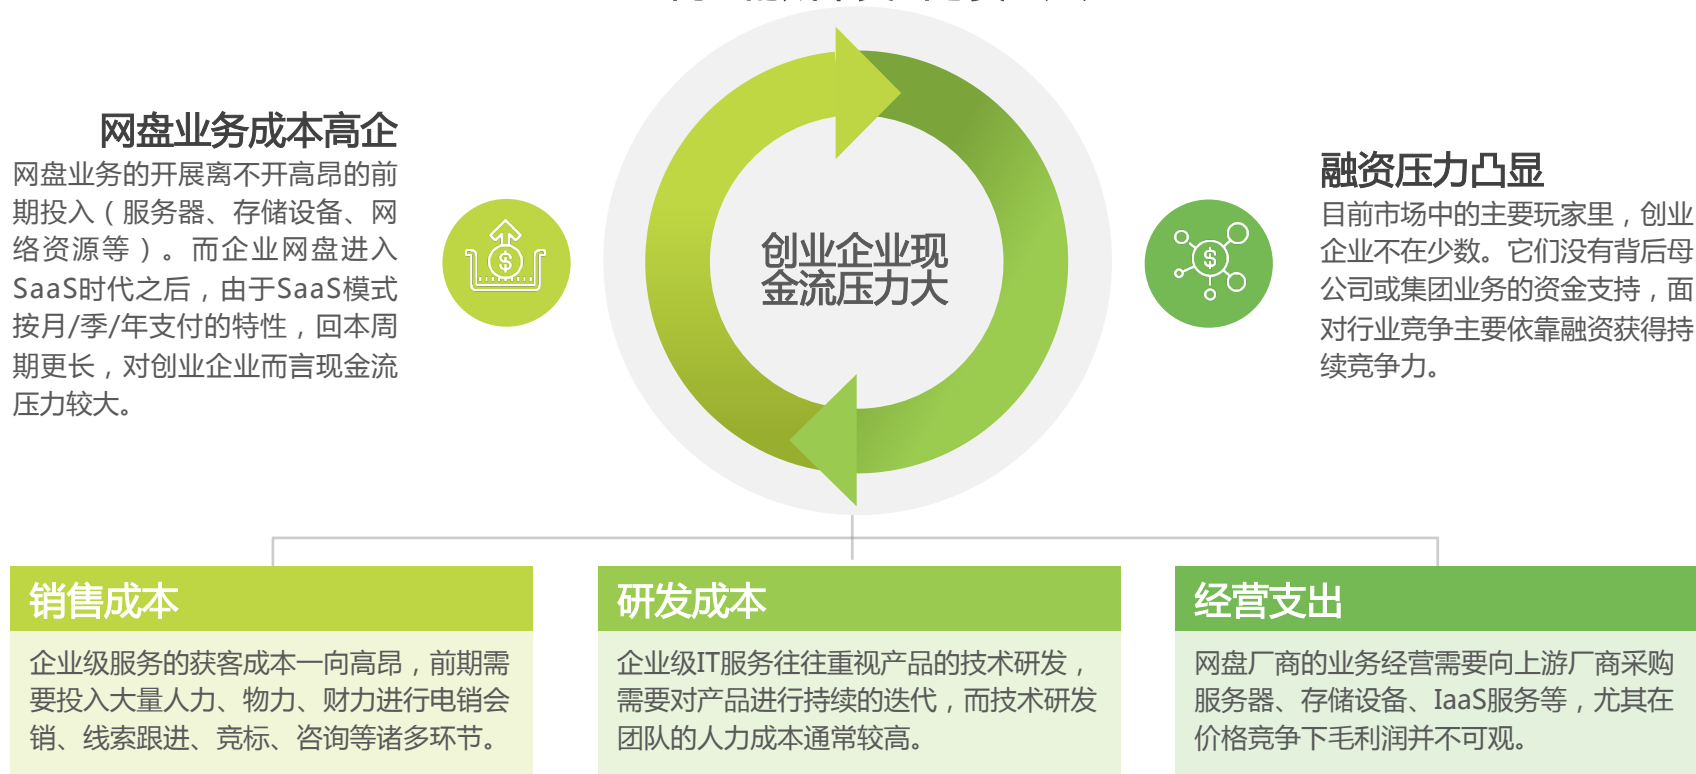 网盘业务成本高企
网盘业务的开展离不开高昂的前
期投入（服务器、存储设备、网
络资源等）。而企业网盘进入
SaaS时代之后，由于SaaS模式
按月/季/年支付的特性，回本周
期更长，对创业企业而言现金流
压力较大。
创业企业现
金流压力大
融资压力凸显
目前市场中的主要玩家里，创业
企业不在少数。它们没有背后母
公司或集团业务的资金支持，面
对行业竞争主要依靠融资获得持
续竞争力。
销售成本
企业级服务的获客成本一向高昂，前期需
要投入大量人力、物力、财力进行电销会
销、线索跟进、竞标、咨询等诸多环节。
研发成本
企业级IT服务往往重视产品的技术研发，
需要对产品进行持续的迭代，而技术研发
团队的人力成本通常较高。
经营支出
网盘厂商的业务经营需要向上游厂商采购
服务器、存储设备、IaaS服务等，尤其在
价格竞争下毛利润并不可观。